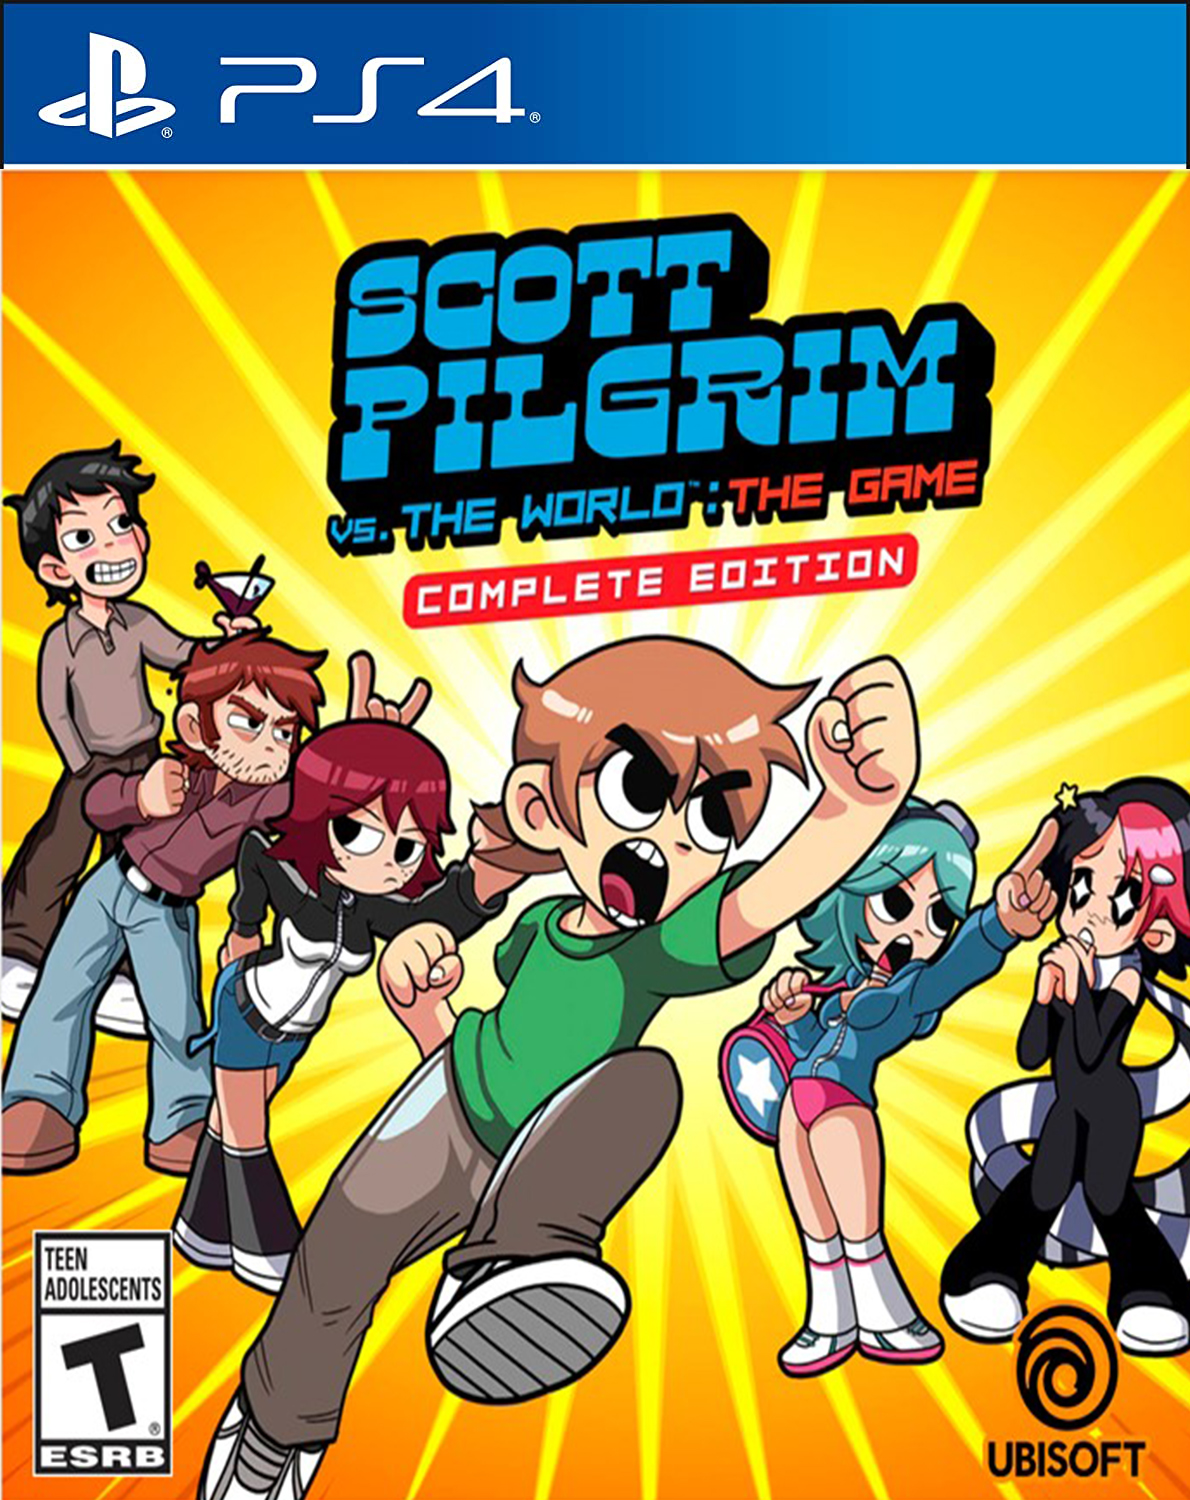 PS4®
SCOTT
PILGRIM
VS. THE WORLD™: THE GAME
COMPLETE EDITION
TEEN
ADOLESCENTS
T
ESRB
UBISOFT